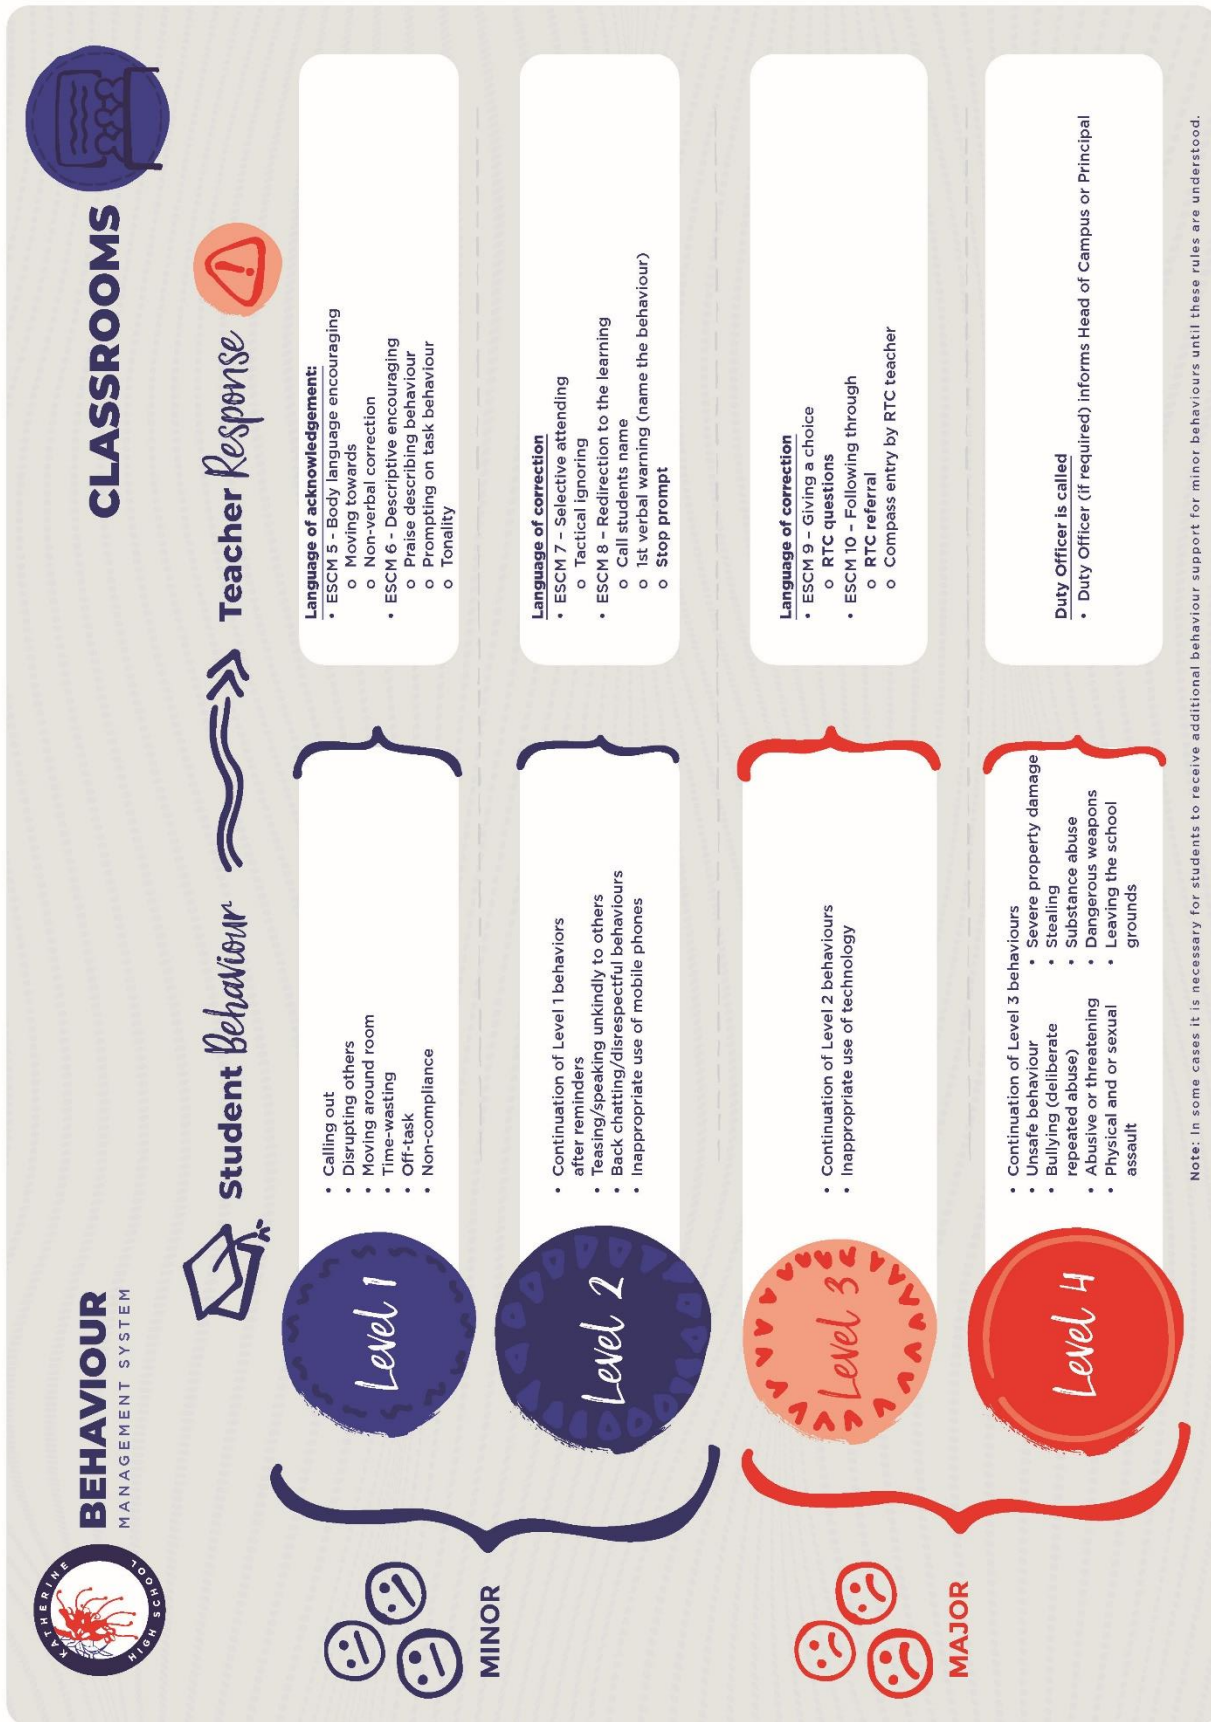 KATHERINE
HIGH SCHOOL
BEHAVIOUR
MANAGEMENT SYSTEM
CLASSROOMS
Student Behaviour
Teacher Response
MINOR
Level 1
• Calling out
• Disrupting others
• Moving around room
• Time-wasting
• Off-task
• Non-compliance
Language of acknowledgement:
• ESCM 5 - Body language encouraging
o Moving towards
o Non-verbal correction
• ESCM 6 - Descriptive encouraging
o Praise describing behaviour
o Prompting on task behaviour
o Tonality
Level 2
• Continuation of Level 1 behaviors
after reminders
• Teasing/speaking unkindly to others
• Back chatting/disrespectful behaviours
• Inappropriate use of mobile phones
Language of correction
• ESCM 7 – Selective attending
o Tactical ignoring
• ESCM 8 – Redirection to the learning
o Call students name
o 1st verbal warning (name the behaviour)
o Stop prompt
MAJOR
Level 3
• Continuation of Level 2 behaviours
• Inappropriate use of technology
Language of correction
• ESCM 9 – Giving a choice
o RTC questions
• ESCM 10 – Following through
o RTC referral
o Compass entry by RTC teacher
Level 4
• Continuation of Level 3 behaviours
• Unsafe behaviour
• Bullying (deliberate
repeated abuse)
• Abusive or threatening
• Physical and or sexual
assault
• Severe property damage
• Stealing
• Substance abuse
• Dangerous weapons
• Leaving the school
grounds
Duty Officer is called
• Duty Officer (if required) informs Head of Campus or Principal
Note: In some cases it is necessary for students to receive additional behaviour support for minor behaviours until these rules are understood.